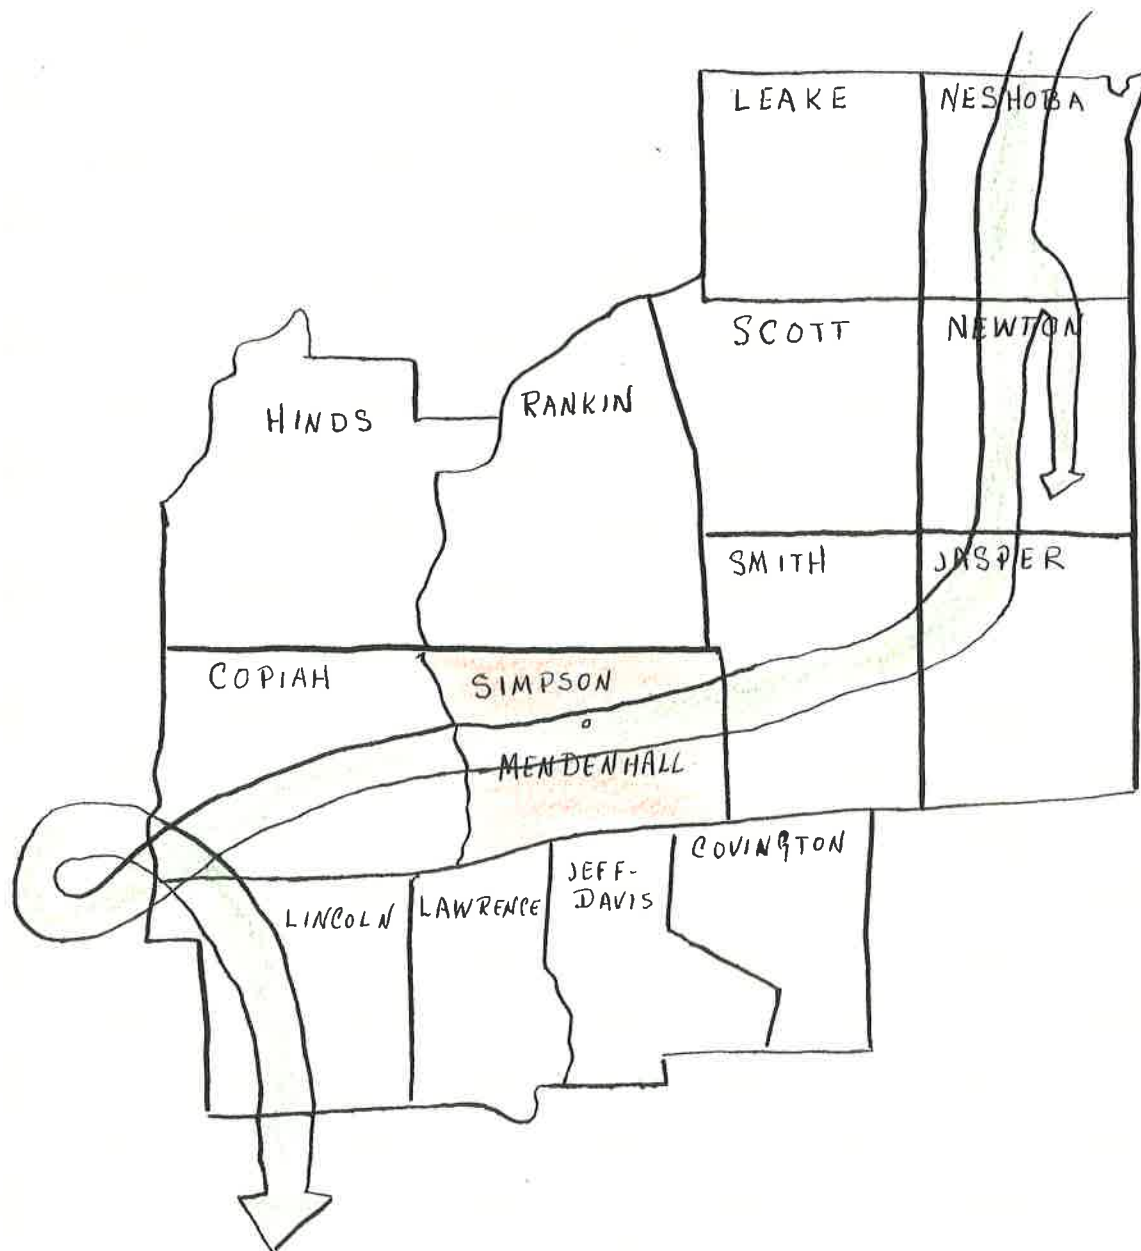 LEAKE
NESHOBA
SCOTT
NEWTON
HINDS
RANKIN
SMITH
JASPER
COPIAH
SIMPSON
MENDENHALL
COVINGTON
JEFF-
DAVIS
LINCOLN
LAWRENCE